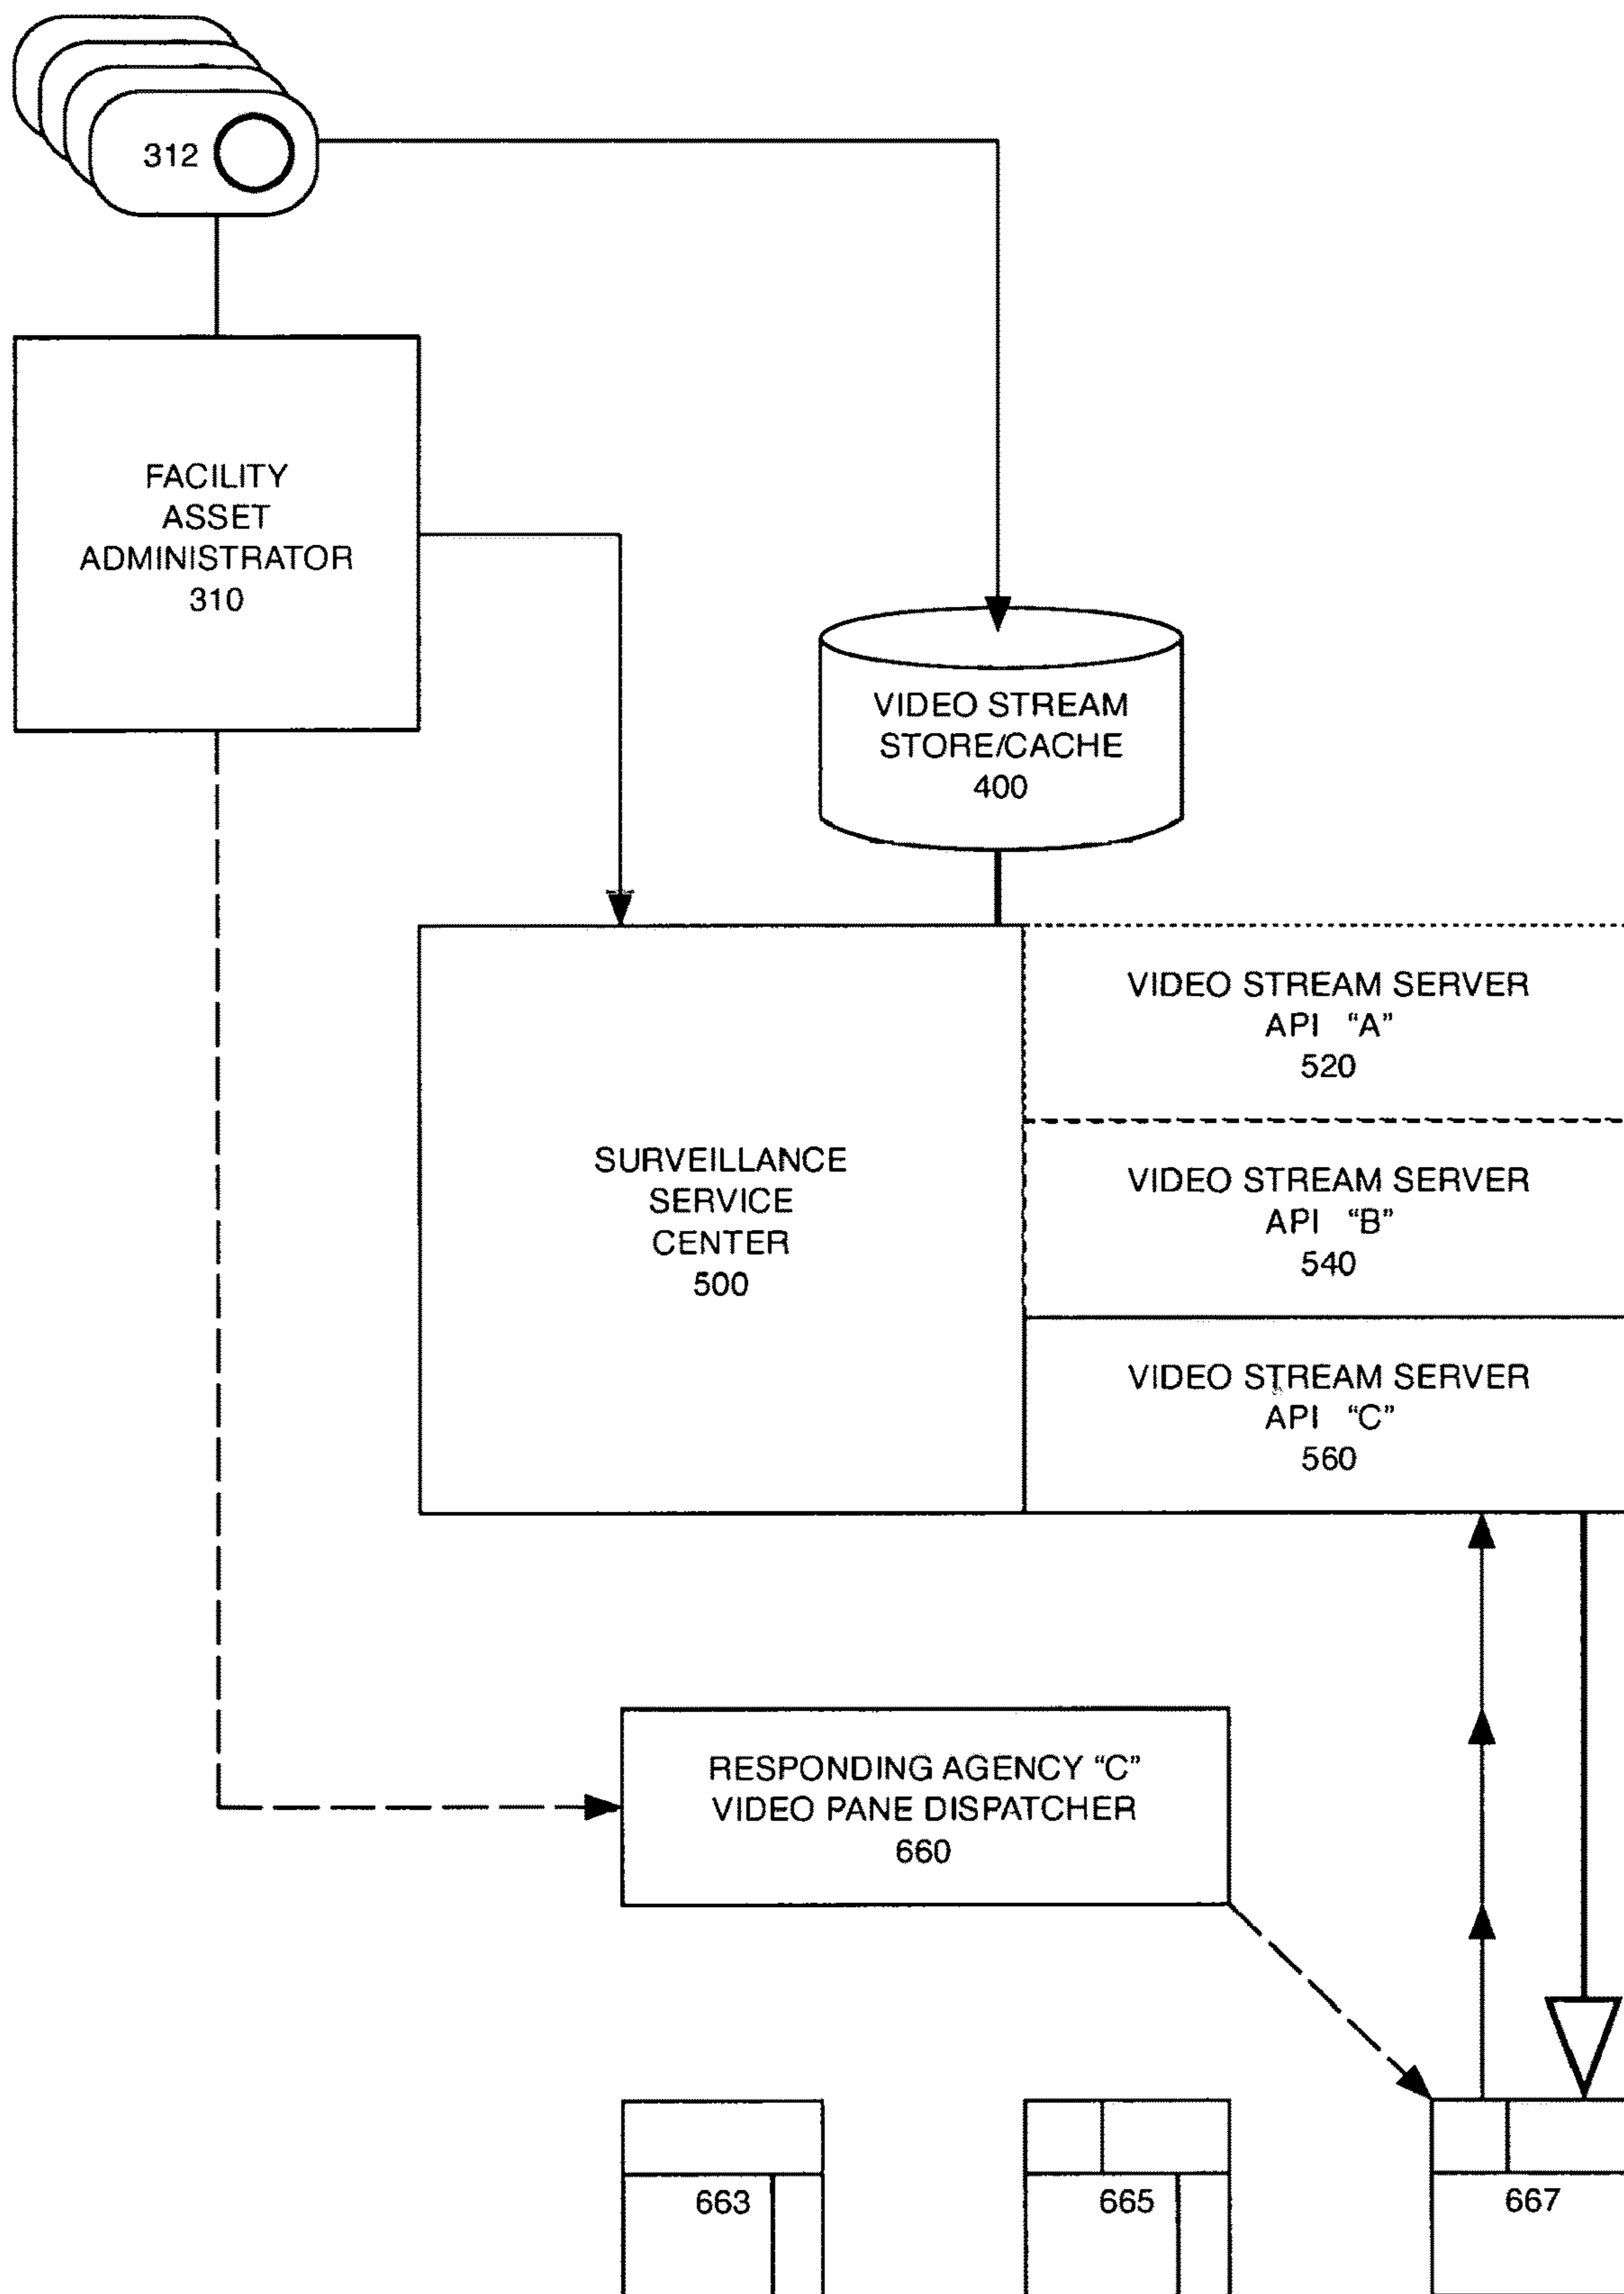 312
FACILITY
ASSET
ADMINISTRATOR
310
VIDEO STREAM
STORE/CACHE
400
SURVEILLANCE
SERVICE
CENTER
500
VIDEO STREAM SERVER
API “A”
520
VIDEO STREAM SERVER
API “B”
540
VIDEO STREAM SERVER
API “C”
560
RESPONDING AGENCY “C”
VIDEO PANE DISPATCHER
660
663
665
667